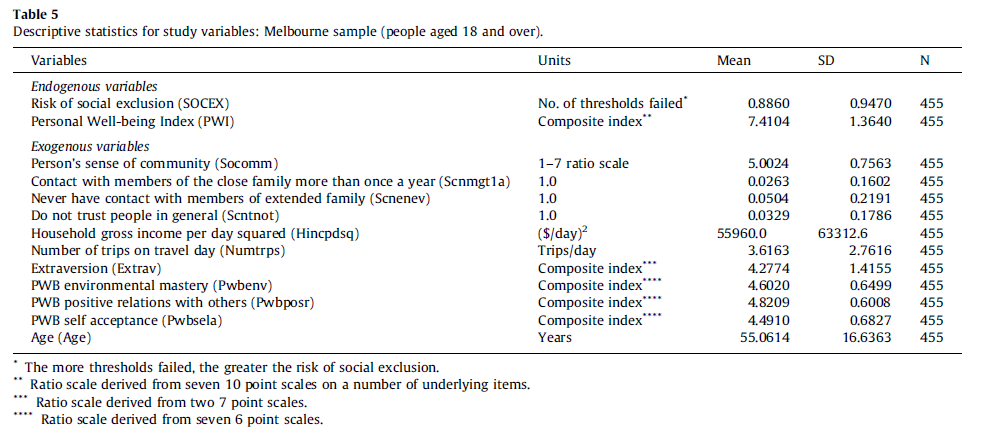 Table 5
Descriptive statistics for study variables: Melbourne sample (people aged 18 and over).
Variables Units Mean SD N
Endogenous variables
Risk of social exclusion (SOCEX) No. of thresholds failed* 0.8860 0.9470 455
Personal Well-being Index (PWI) Composite index** 7.4104 1.3640 455
Exogenous variables
Person's sense of community (Socomm) 1–7 ratio scale 5.0024 0.7563 455
Contact with members of the close family more than once a year (Scnmgt1a) 1.0 0.0263 0.1602 455
Never have contact with members of extended family (Scnenev) 1.0 0.0504 0.2191 455
Do not trust people in general (Scntnot) 1.0 0.0329 0.1786 455
Household gross income per day squared (Hincpdsq) ($/day)2 55960.0 63312.6 455
Number of trips on travel day (Numtrps) Trips/day 3.6163 2.7616 455
Extraversion (Extrav) Composite index*** 4.2774 1.4155 455
PWB environmental mastery (Pwbenv) Composite index**** 4.6020 0.6499 455
PWB positive relations with others (Pwbposr) Composite index**** 4.8209 0.6008 455
PWB self acceptance (Pwbsela) Composite index**** 4.4910 0.6827 455
Age (Age) Years 55.0614 16.6363 455
* The more thresholds failed, the greater the risk of social exclusion.
** Ratio scale derived from seven 10 point scales on a number of underlying items.
*** Ratio scale derived from two 7 point scales.
**** Ratio scale derived from seven 6 point scales.